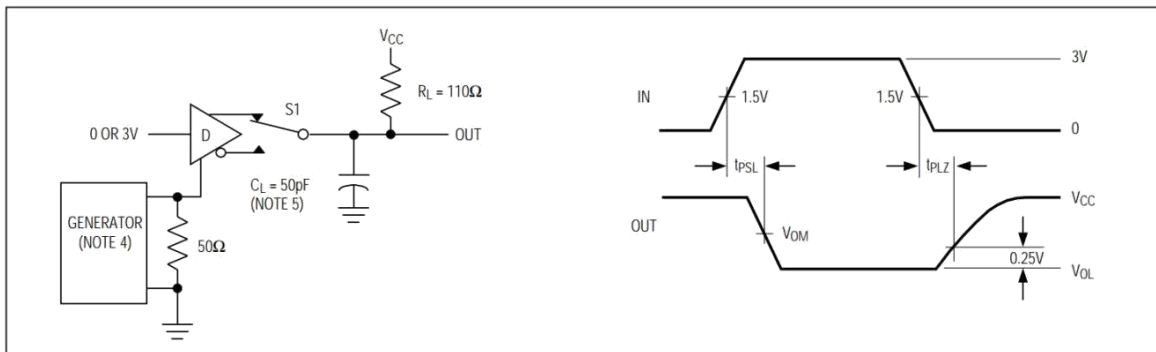 VCC
RL = 110Ω
S1
0 OR 3V
D
OUT
CL = 50pF
(NOTE 5)
GENERATOR
(NOTE 4)
50Ω
3V
IN
1.5V
1.5V
0
tPSL
tPLZ
OUT
VCC
VOM
0.25V
VOL